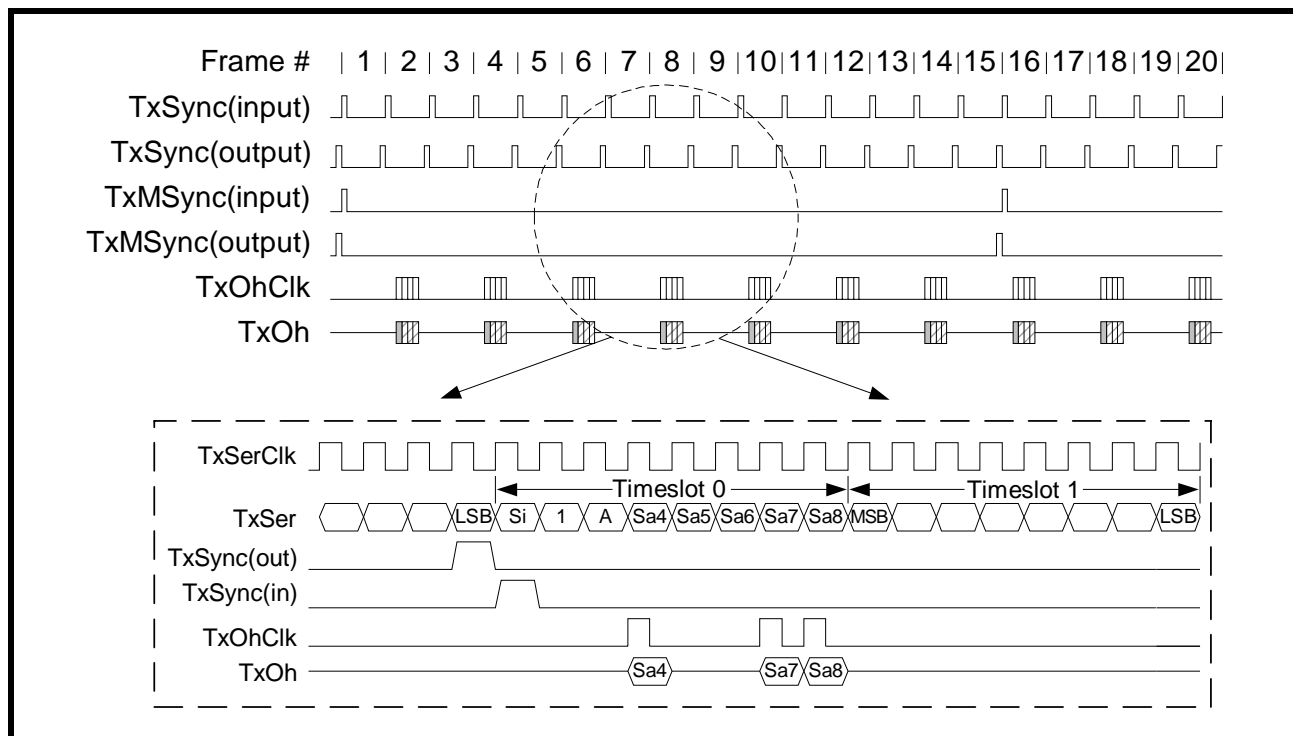 Frame # | 1 | 2 | 3 | 4 | 5 | 6 | 7 | 8 | 9 |10|11|12|13|14|15|16|17|18|19|20|
TxSync(input)
TxSync(output)
TxMSync(input)
TxMSync(output)
TxOhClk
TxOh
TxSerClk
Timeslot 0 Timeslot 1
TxSer LSB Si 1 A Sa4 Sa5 Sa6 Sa7 Sa8 MSB LSB
TxSync(out)
TxSync(in)
TxOhClk
TxOh Sa4 Sa7 Sa8